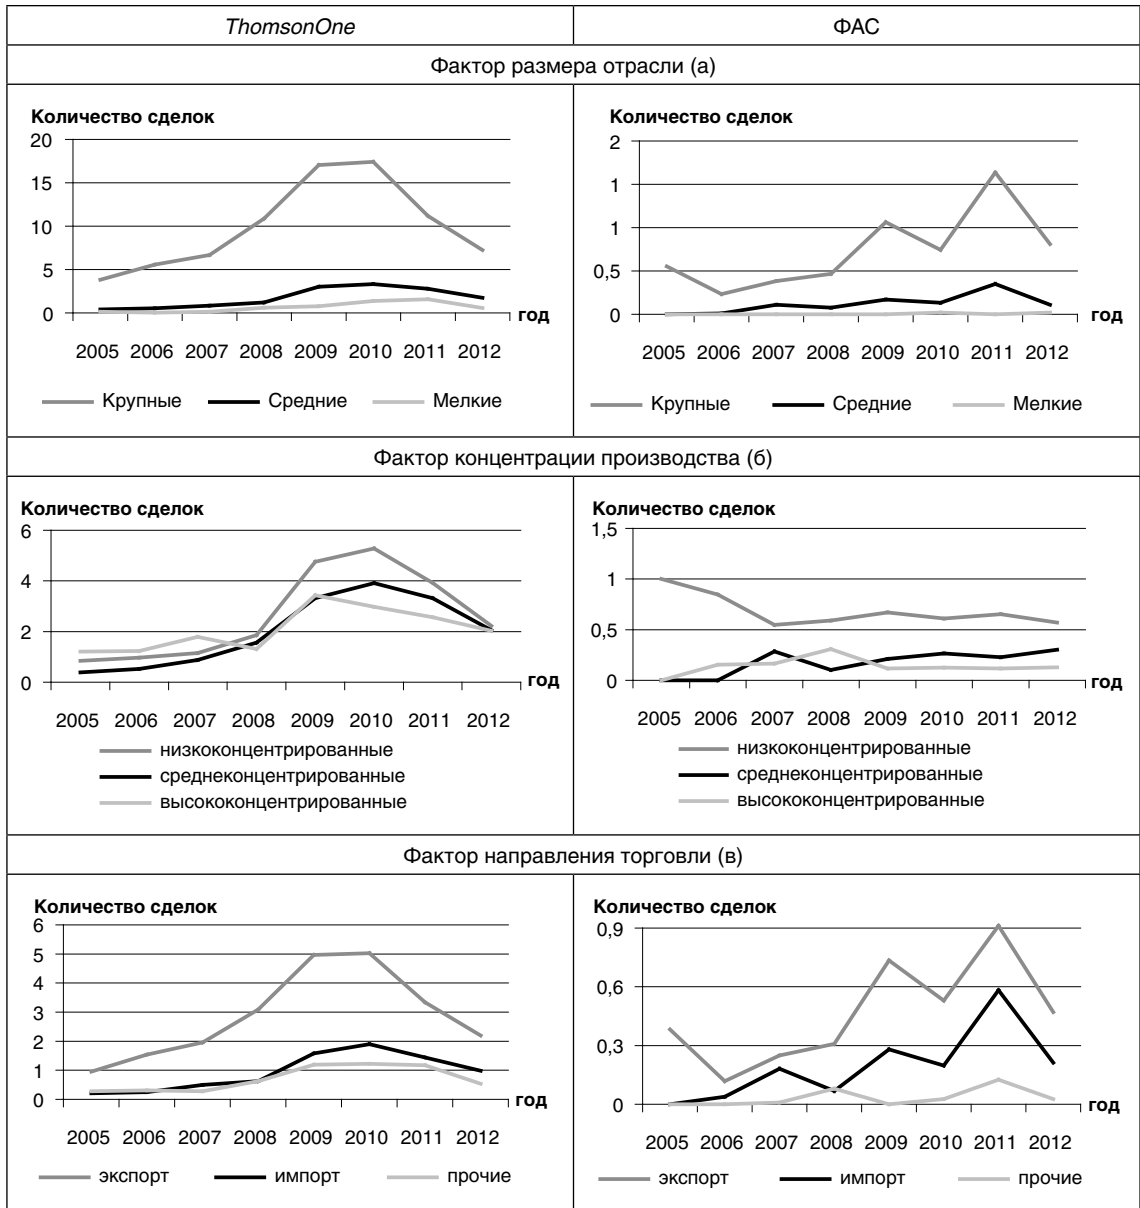 ThomsonOne
ФАС
Фактор размера отрасли (а)
Количество сделок
20
15
10
5
0
год
2005 2006 2007 2008 2009 2010 2011 2012
Крупные Средние Мелкие
Количество сделок
2
1
1
0,5
0
год
2005 2006 2007 2008 2009 2010 2011 2012
Крупные Средние Мелкие
Фактор концентрации производства (б)
Количество сделок
6
4
2
0
год
2005 2006 2007 2008 2009 2010 2011 2012
низкоконцентрированные
среднеконцентрированные
высококонцентрированные
Количество сделок
1,5
1
0,5
0
год
2005 2006 2007 2008 2009 2010 2011 2012
низкоконцентрированные
среднеконцентрированные
высококонцентрированные
Фактор направления торговли (в)
Количество сделок
6
5
4
3
2
1
0
год
2005 2006 2007 2008 2009 2010 2011 2012
экспорт импорт прочие
Количество сделок
0,9
0,6
0,3
0
год
2005 2006 2007 2008 2009 2010 2011 2012
экспорт импорт прочие